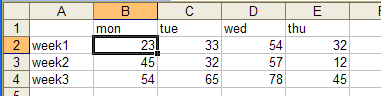 A B C D E
1 mon tue wed thu
2 week1 23 33 54 32
3 week2 45 32 57 12
4 week3 54 65 78 45